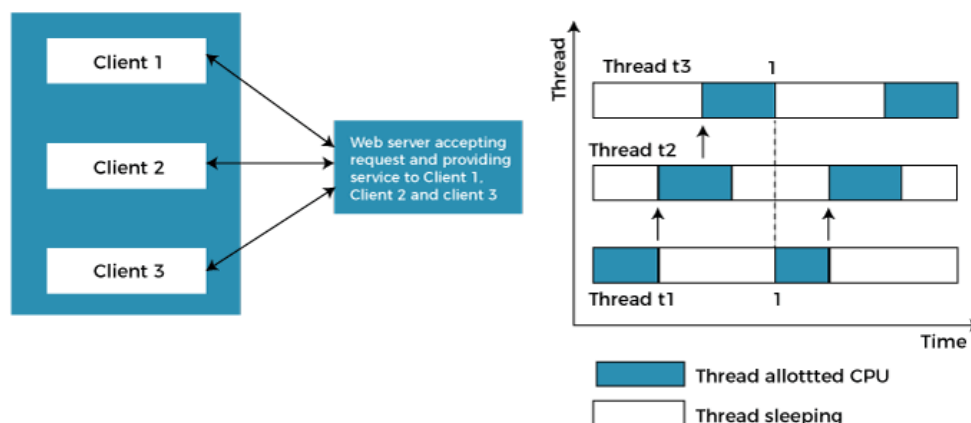 Client 1
Client 2
Client 3
Web server accepting
request and providing
service to Client 1,
Client 2 and client 3
Thread
Thread t3
1
Thread t2
Thread t1
1
Time
Thread allottted CPU
Thread sleeping